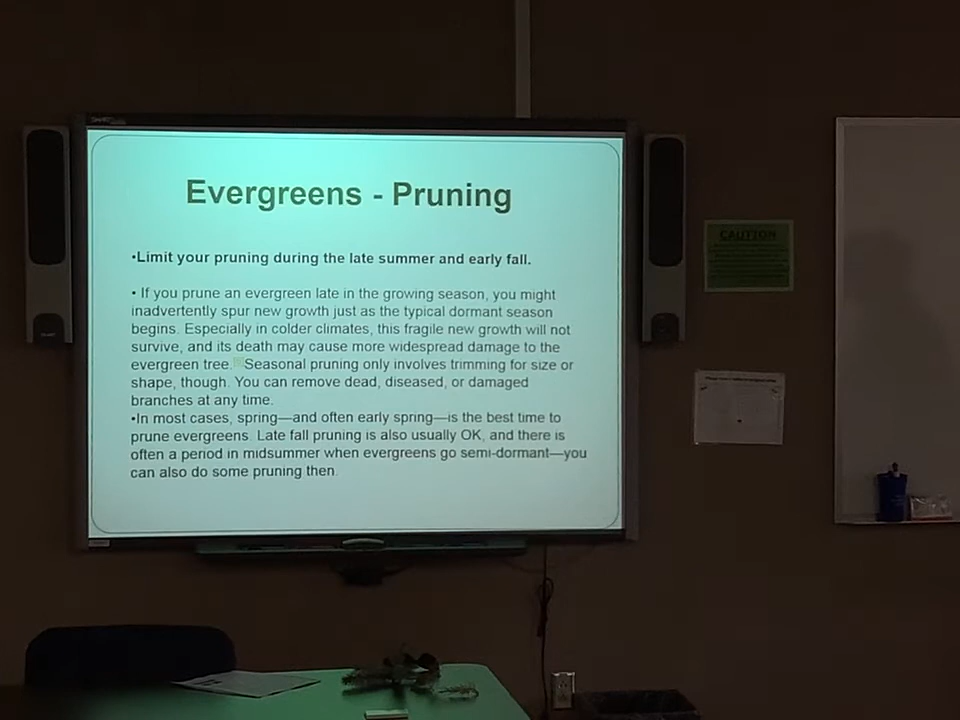 Evergreens - Pruning
•Limit your pruning during the late summer and early fall.
• If you prune an evergreen late in the growing season, you might
inadvertently spur new growth just as the typical dormant season
begins. Especially in colder climates, this fragile new growth will not
survive, and its death may cause more widespread damage to the
evergreen tree. Seasonal pruning only involves trimming for size or
shape, though. You can remove dead, diseased, or damaged
branches at any time.
•In most cases, spring—and often early spring—is the best time to
prune evergreens. Late fall pruning is also usually OK, and there is
often a period in midsummer when evergreens go semi-dormant—you
can also do some pruning then.
CAUTION